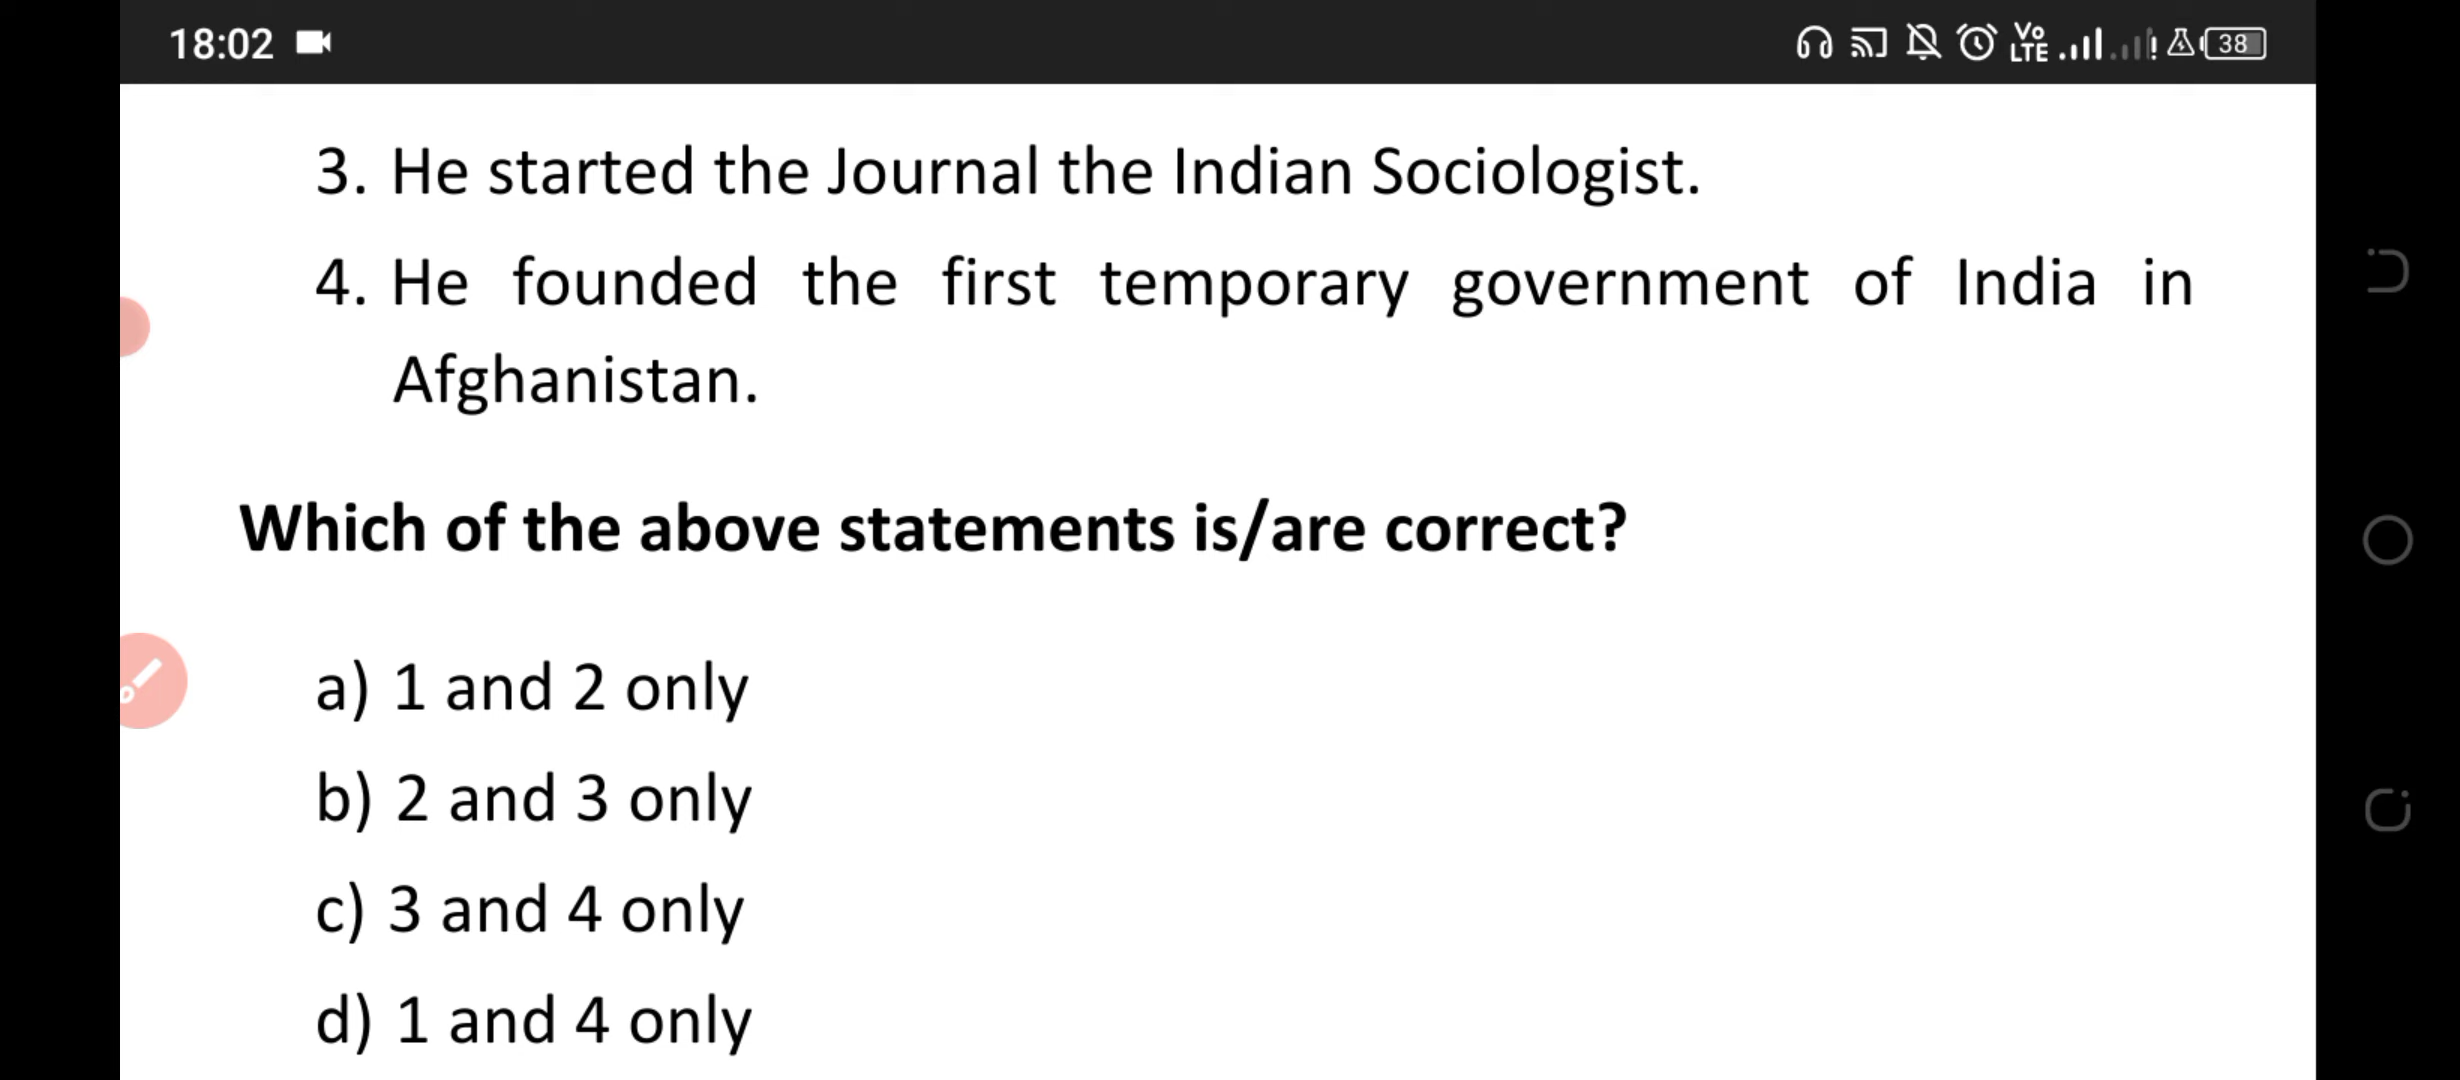 18:02
Vo
LTE
38
3. He started the Journal the Indian Sociologist.
4. He founded the first temporary government of India in
Afghanistan.
Which of the above statements is/are correct?
a) 1 and 2 only
b) 2 and 3 only
c) 3 and 4 only
d) 1 and 4 only